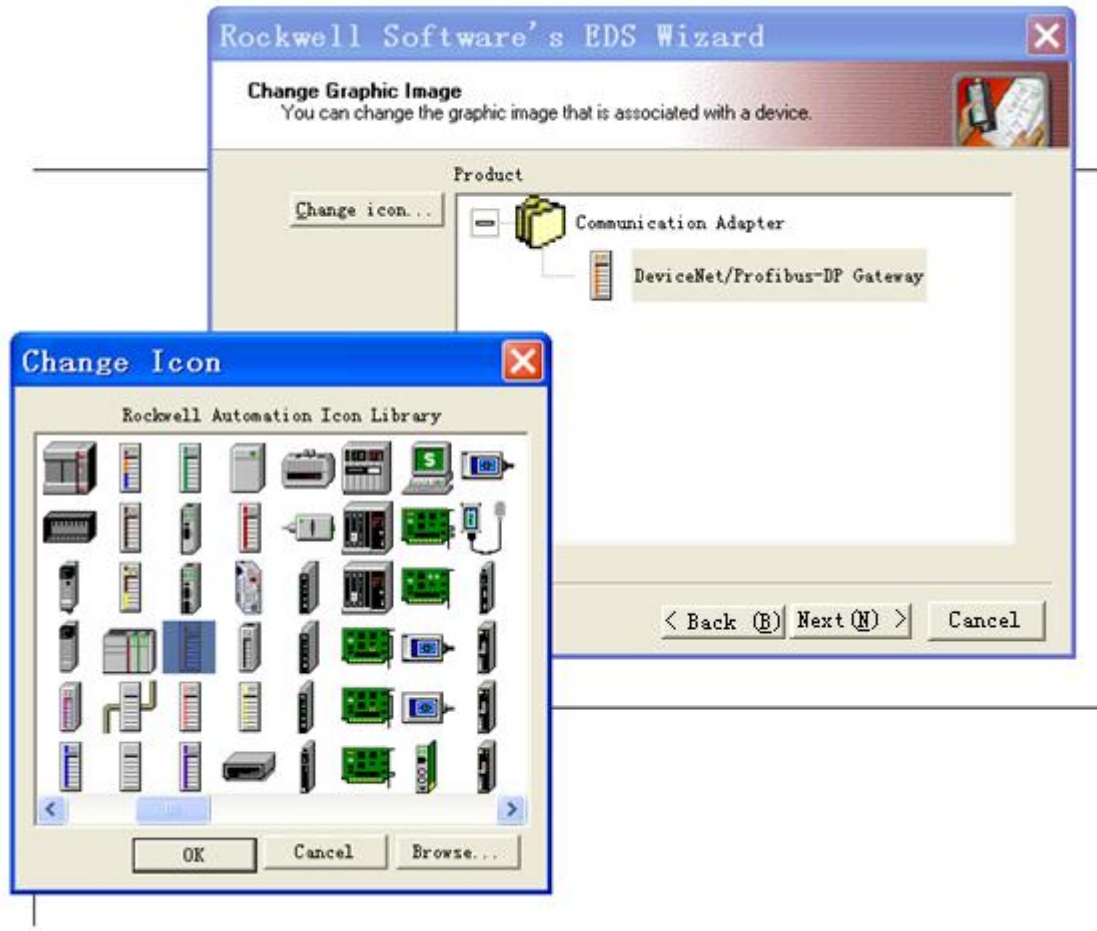 Rockwell Software's EDS Wizard
Change Graphic Image
You can change the graphic image that is associated with a device.
Product
Change icon...
Communication Adapter
DeviceNet/Profibus-DP Gateway
< Back (B)
Next(N) >
Cancel
Change Icon
Rockwell Automation Icon Library
S
OK
Cancel
Browse...